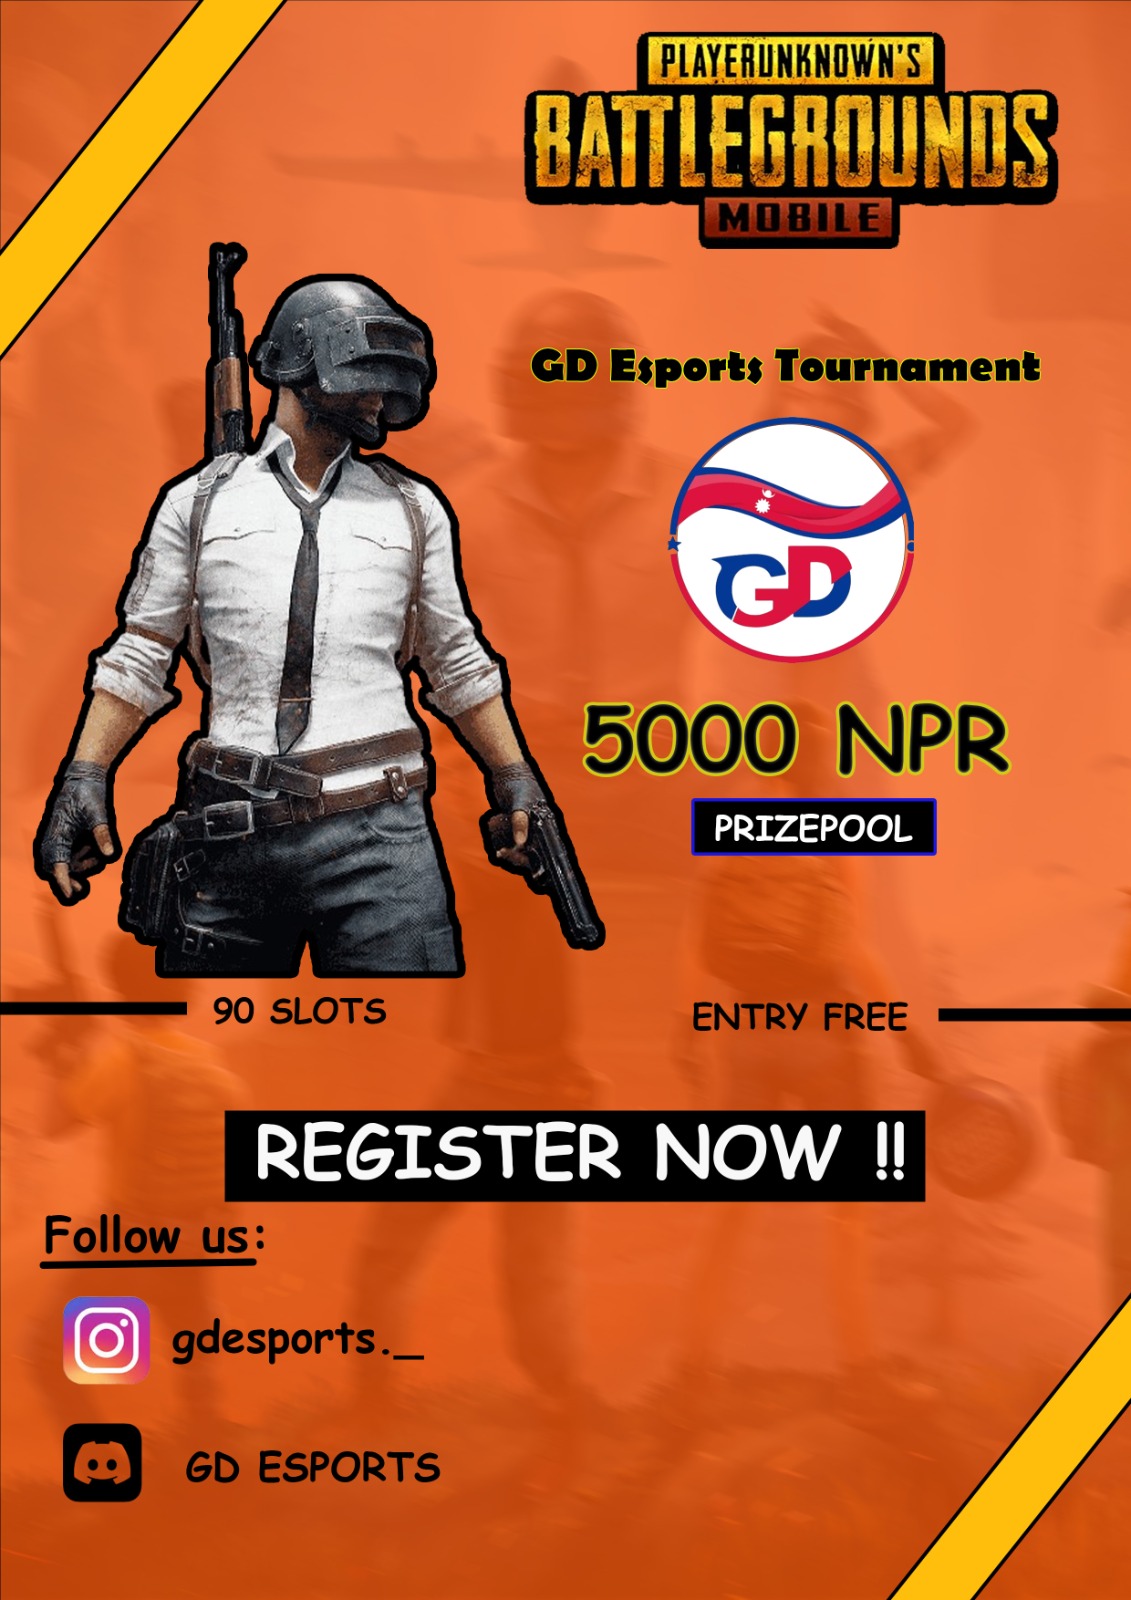 PLAYERUNKNOWN'S
BATTLEGROUNDS
MOBILE
GD Esports Tournament
GD
5000 NPR
PRIZEPOOL
90 SLOTS
ENTRY FREE
REGISTER NOW !!
Follow us:
gdesports._
GD ESPORTS